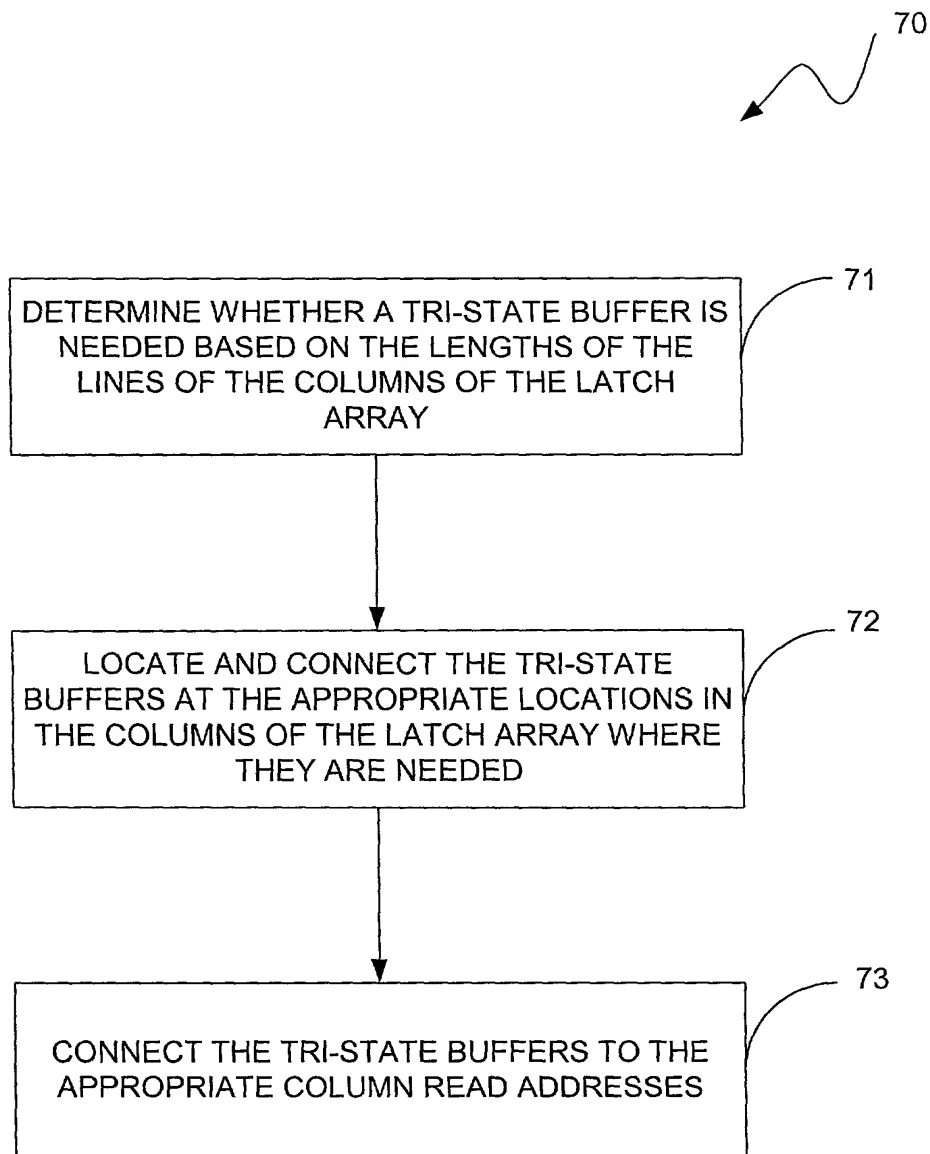 70
71
DETERMINE WHETHER A TRI-STATE BUFFER IS
NEEDED BASED ON THE LENGTHS OF THE
LINES OF THE COLUMNS OF THE LATCH
ARRAY
72
LOCATE AND CONNECT THE TRI-STATE
BUFFERS AT THE APPROPRIATE LOCATIONS IN
THE COLUMNS OF THE LATCH ARRAY WHERE
THEY ARE NEEDED
73
CONNECT THE TRI-STATE BUFFERS TO THE
APPROPRIATE COLUMN READ ADDRESSES